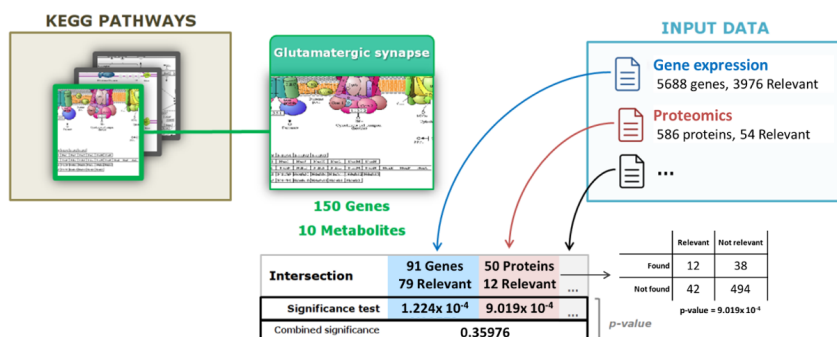 KEGG PATHWAYS
INPUT DATA
Glutamatergic synapse
Gene expression
5688 genes, 3976 Relevant
Proteomics
586 proteins, 54 Relevant
...
150 Genes
10 Metabolites
Relevant Not relevant
Found 12 38
Not found 42 494
p-value = 9.019x 10-4
Intersection
91 Genes
79 Relevant
50 Proteins
12 Relevant
...
Significance test 1.224x 10-4 9.019x 10-4 ...
Combined significance 0.35976
p-value